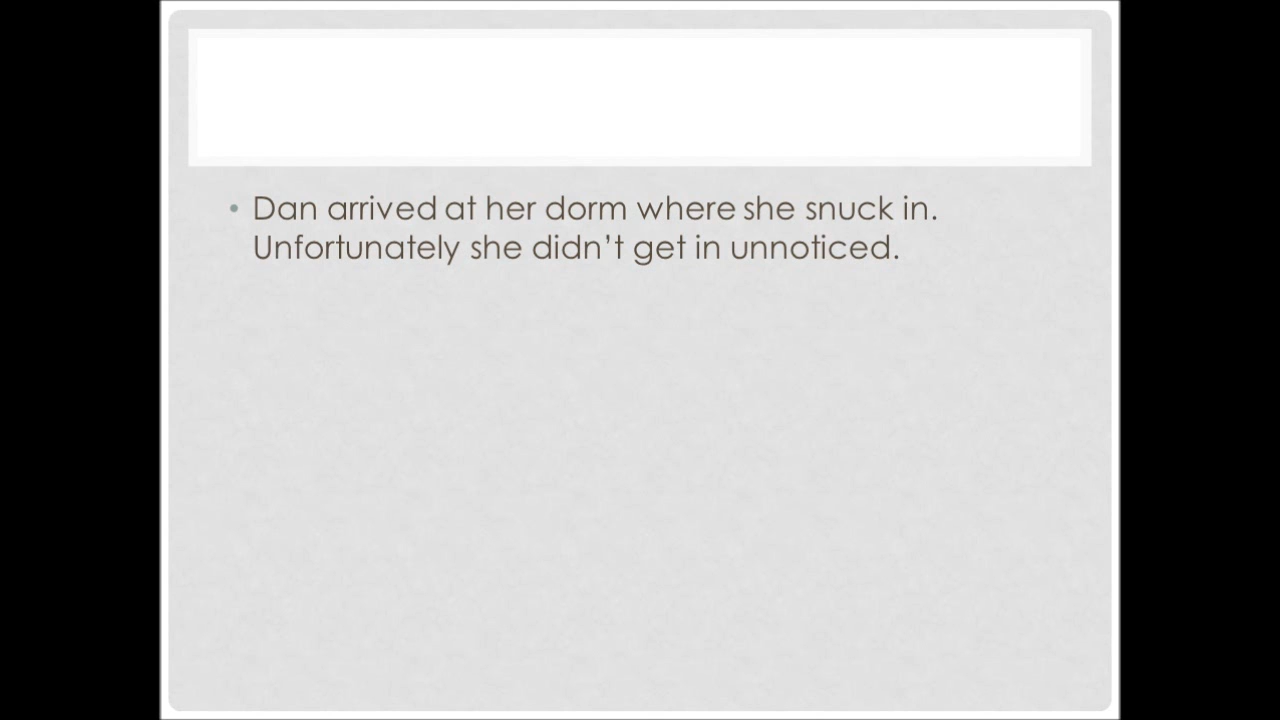 • Dan arrived at her dorm where she snuck in.
Unfortunately she didn’t get in unnoticed.